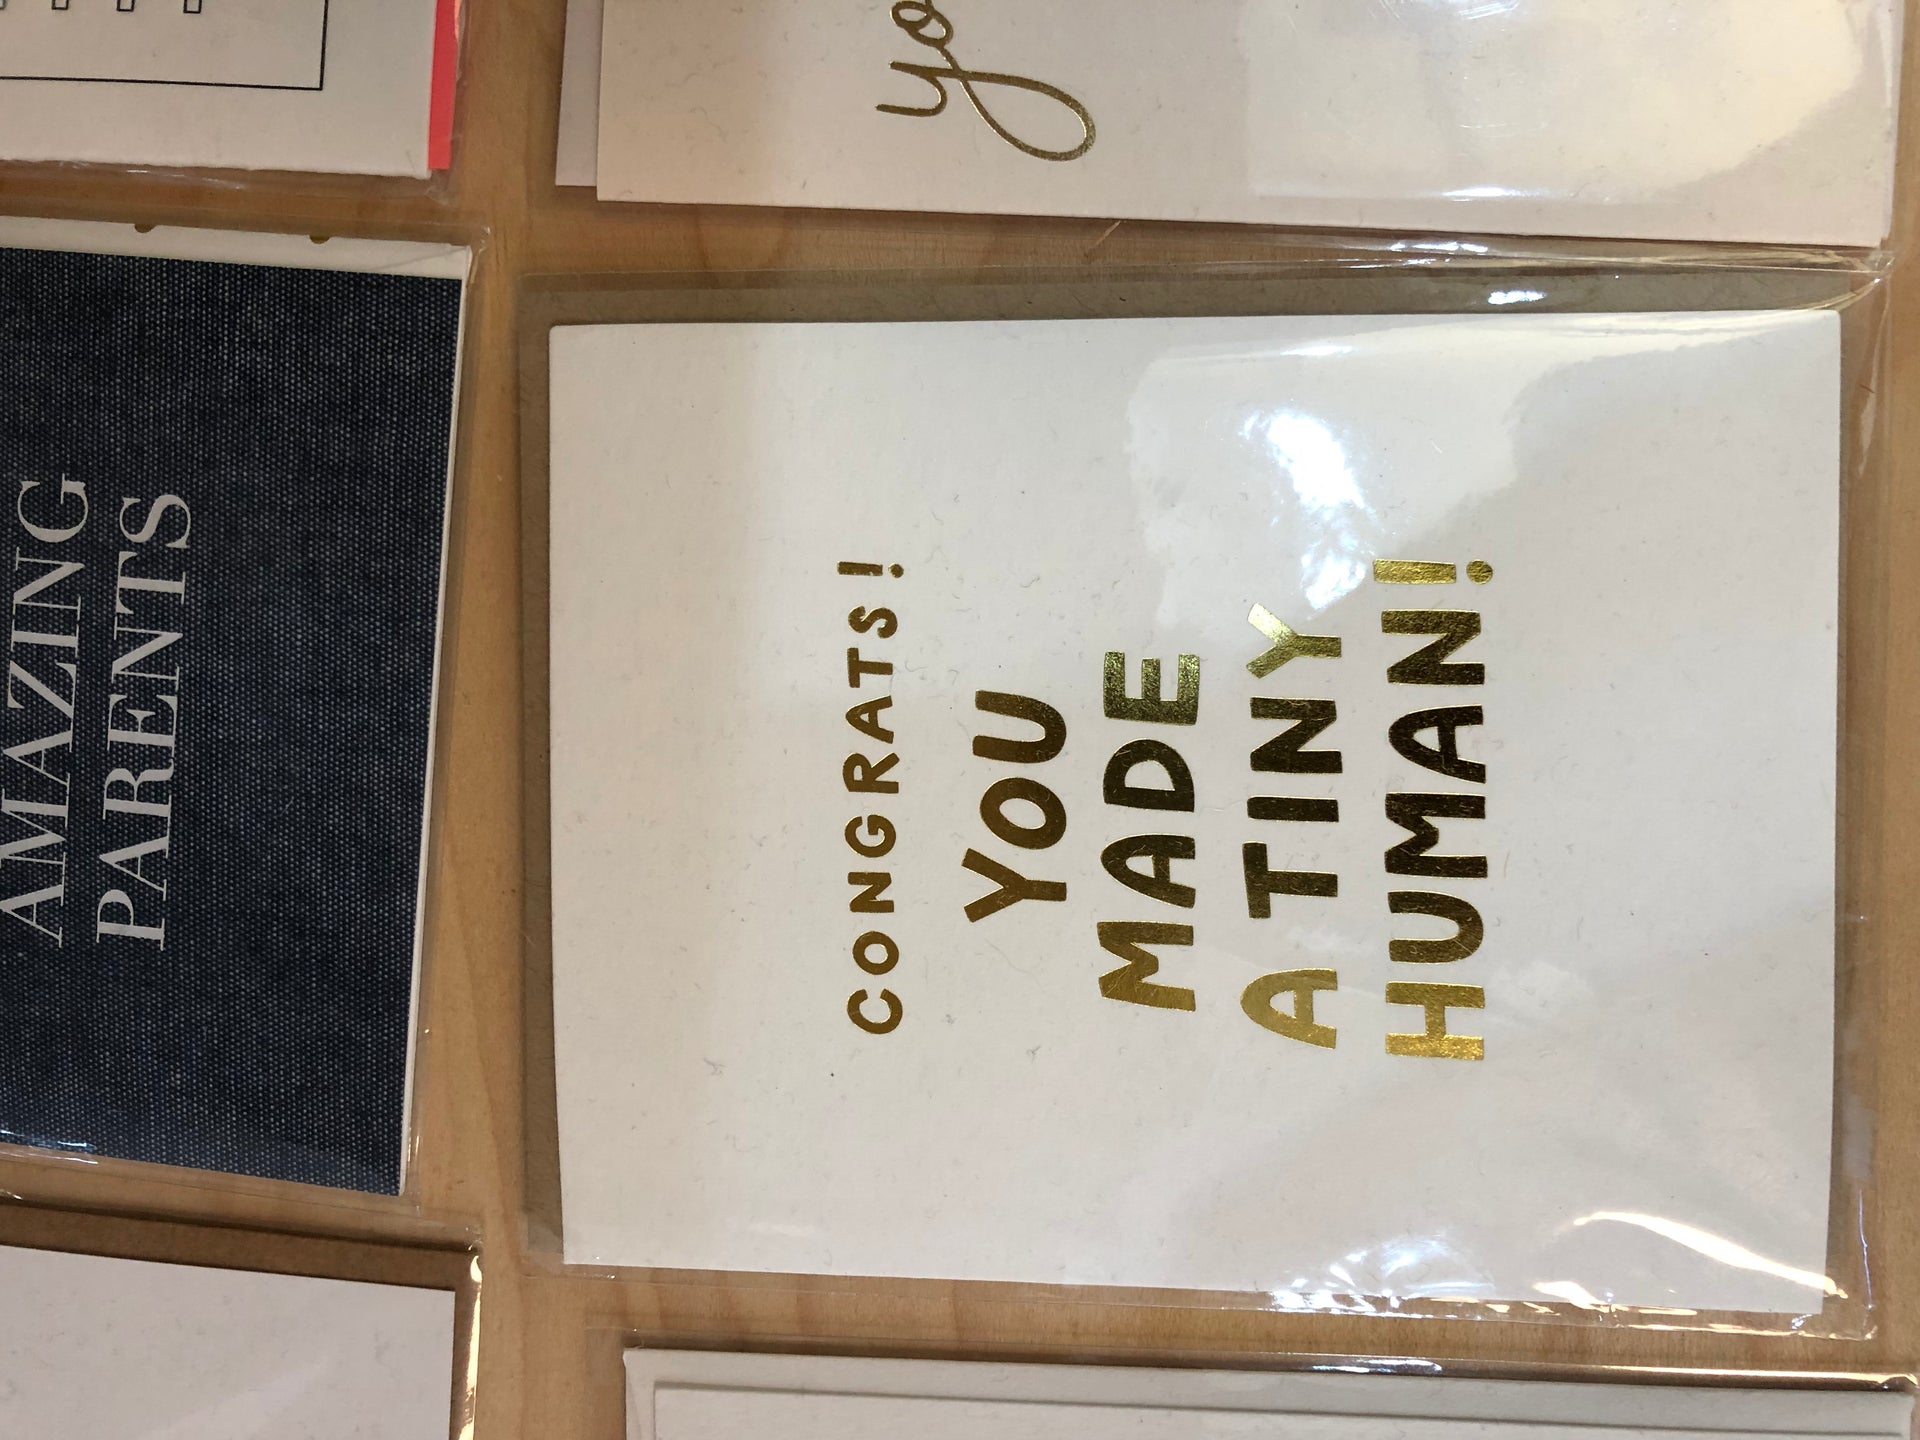 AMAZING
PARENTS
CONGRATS!
YOU
MADE
A TINY
HUMAN!